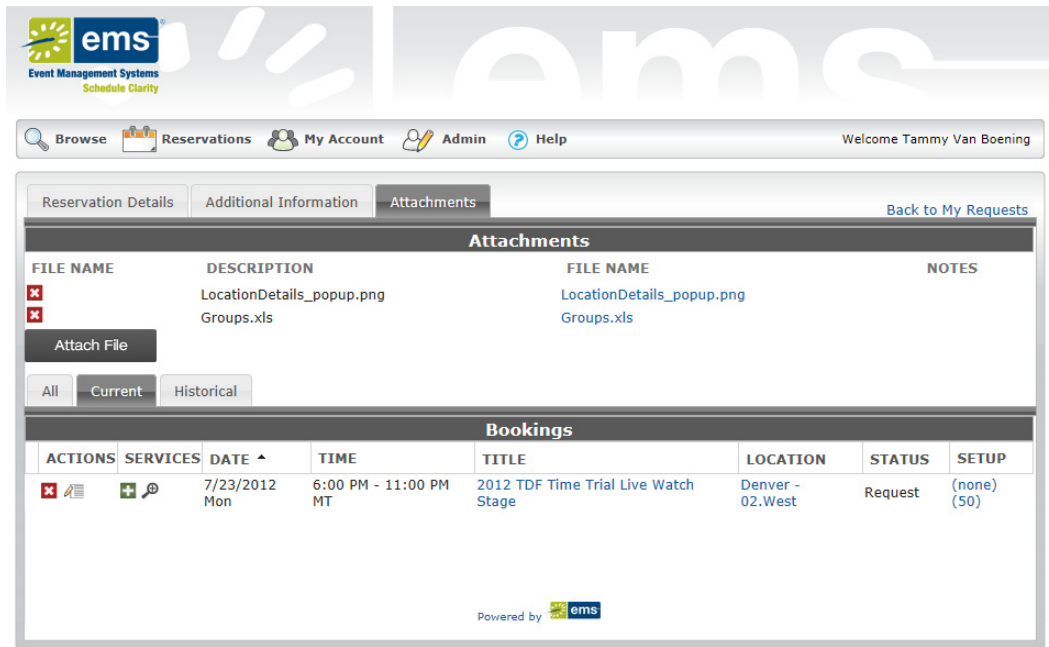 ems
Event Management Systems
Schedule Clarity
ems
Browse Reservations My Account Admin Help Welcome Tammy Van Boening
Reservation Details Additional Information Attachments Back to My Requests
Attachments
FILE NAME DESCRIPTION FILE NAME NOTES
LocationDetails_popup.png LocationDetails_popup.png
Groups.xls Groups.xls
Attach File
All Current Historical
Bookings
ACTIONS SERVICES DATE TIME TITLE LOCATION STATUS SETUP
7/23/2012 6:00 PM - 11:00 PM 2012 TDF Time Trial Live Watch Denver - Request (none)
Mon MT Stage 02.West (50)
Powered by ems